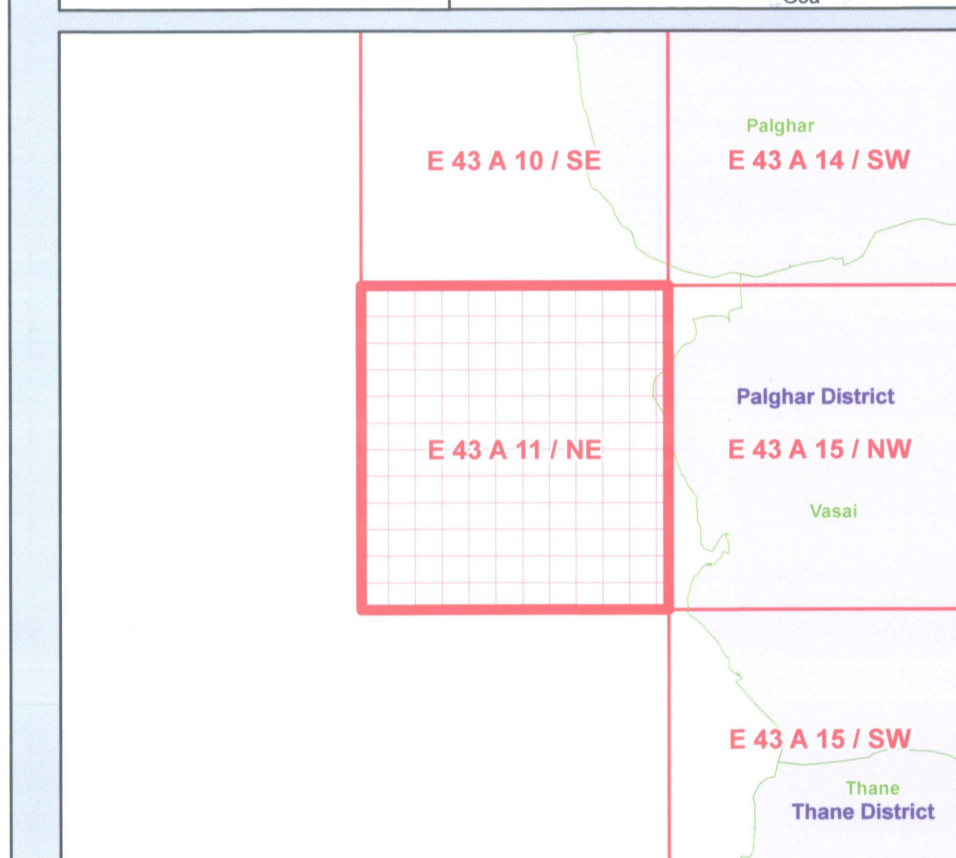 Palghar
E 43 A 10 / SE
E 43 A 14 / SW
Palghar District
E 43 A 11 / NE
E 43 A 15 / NW
Vasai
E 43 A 15 / SW
Thane
Thane District